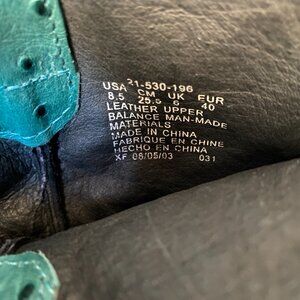 21-530-196
USA CM UK EUR
8.5 25.5 6 40
LEATHER UPPER
BALANCE MAN-MADE
MATERIALS
MADE IN CHINA
FABRIQUE EN CHINE
HECHO EN CHINA
XF 08/05/03 031